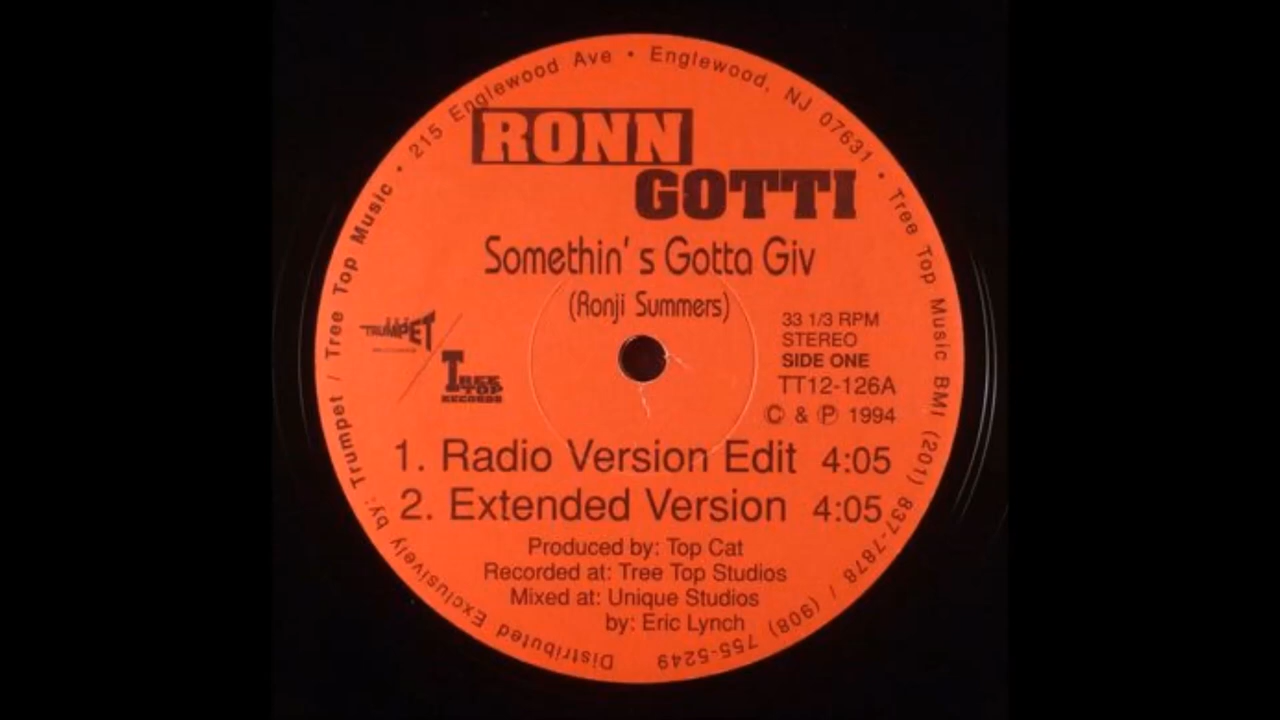 Distributed Exclusively by: Trumpet / Tree Top Music • 215 Englewood Ave • Englewood, NJ 07631 • Tree Top Music BMI (201) 837-7878 / (908) 755-5249
RONN
GOTTI
Somethin's Gotta Giv
(Ronji Summers)
TRUMPET
TREE
TOP
RECORDS
33 1/3 RPM
STEREO
SIDE ONE
TT12-126A
© & ℗ 1994
1. Radio Version Edit 4:05
2. Extended Version 4:05
Produced by: Top Cat
Recorded at: Tree Top Studios
Mixed at: Unique Studios
by: Eric Lynch